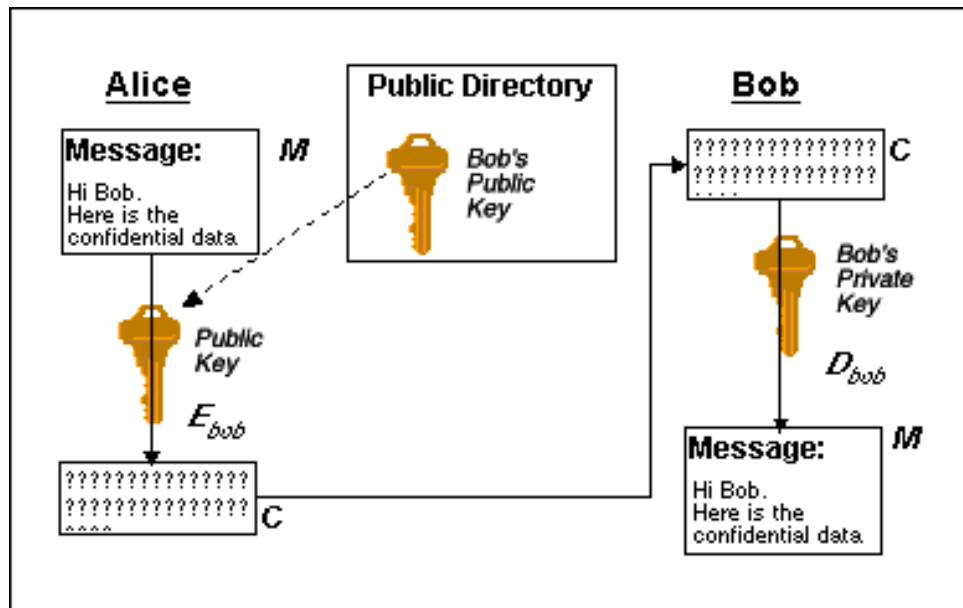 Alice
Message:
M
Hi Bob.
Here is the
confidential data
Public
Key
E bob
???????????????
???????????????
C
Public Directory
Bob's
Public
Key
Bob
???????????????
???????????????
C
Bob's
Private
Key
D bob
Message:
M
Hi Bob.
Here is the
confidential data